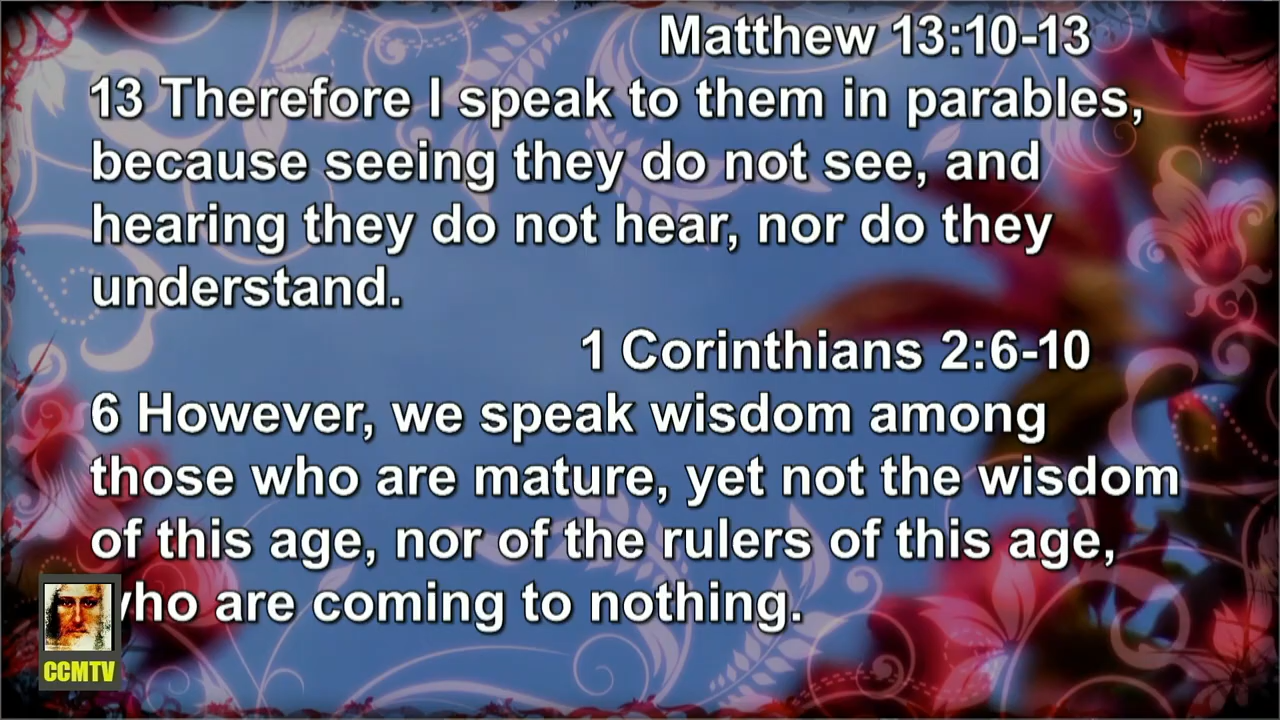 Matthew 13:10-13
13 Therefore I speak to them in parables,
because seeing they do not see, and
hearing they do not hear, nor do they
understand.
1 Corinthians 2:6-10
6 However, we speak wisdom among
those who are mature, yet not the wisdom
of this age, nor of the rulers of this age,
who are coming to nothing.
CCMTV